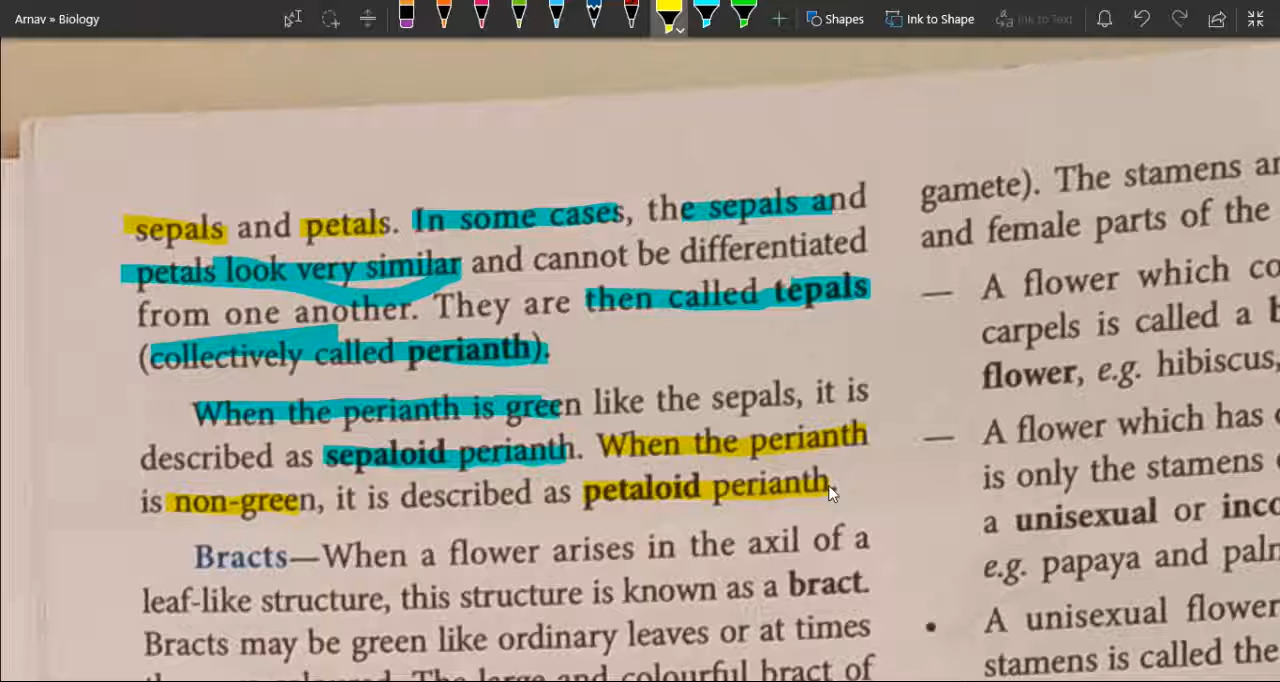 Arnav » Biology
Shapes
Ink to Shape
Ink to Text
sepals and petals. In some cases, the sepals and
petals look very similar and cannot be differentiated
from one another. They are then called tepals
(collectively called perianth).
When the perianth is green like the sepals, it is
described as sepaloid perianth. When the perianth
is non-green, it is described as petaloid perianth.
Bracts—When a flower arises in the axil of a
leaf-like structure, this structure is known as a bract.
Bracts may be green like ordinary leaves or at times
The large and colourful bract of
gamete). The stamens
and female parts of the
— A flower which
carpels is called a
flower, e.g. hibiscus,
— A flower which has
is only the stamens
a unisexual or
e.g. papaya and
• A unisexual flower
stamens is called the